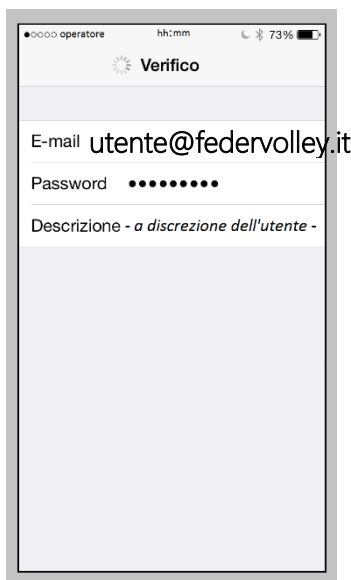 ●○○○○ operatore hh:mm 73%
Verifico
E-mail utente@federvolley.it
Password ●●●●●●●●●
Descrizione - a discrezione dell'utente -